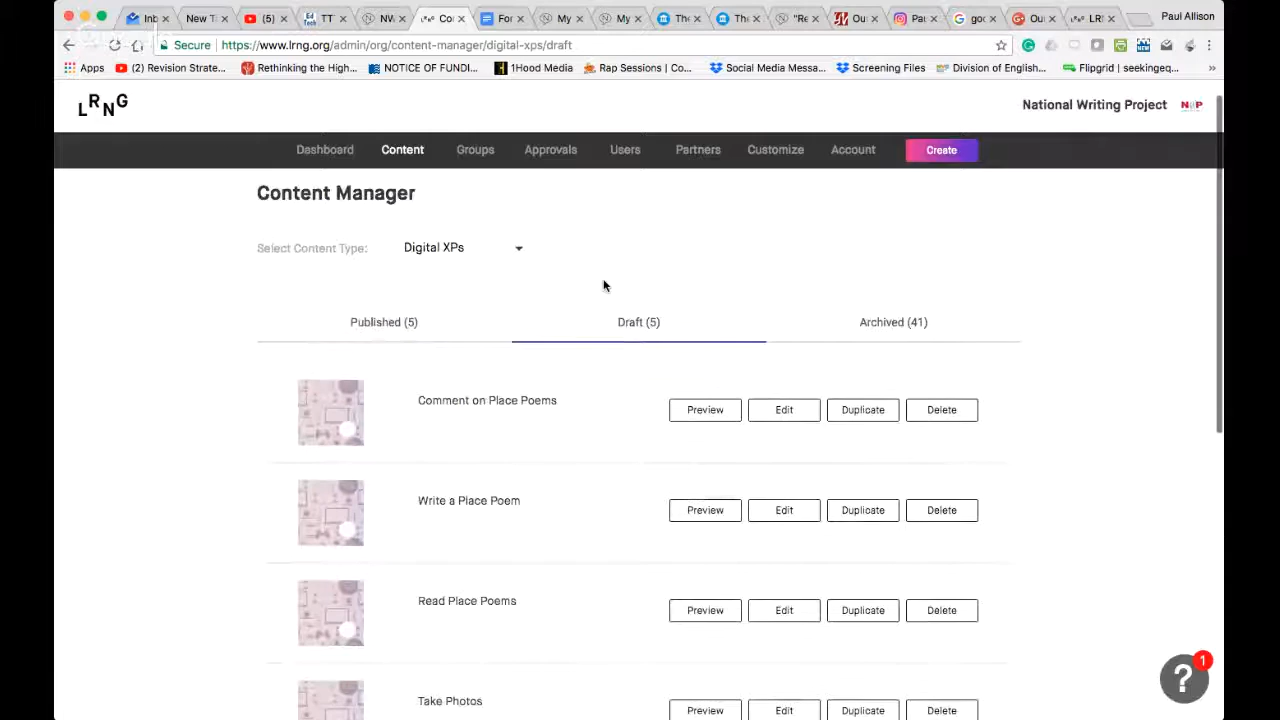 Inb
New T
(5)
TT
NV
Co
For
My
My
The
Th
"Re
Ou
Pa
goo
Ou
LR
Paul Allison
Secure
https://www.lrng.org/admin/org/content-manager/digital-xps/draft
Apps
(2) Revision Strate...
Rethinking the High...
NOTICE OF FUNDI...
1Hood Media
Rap Sessions | Co...
Social Media Messa...
Screening Files
Division of English...
Flipgrid | seekingeq...
»
LRNG
National Writing Project
Dashboard
Content
Groups
Approvals
Users
Partners
Customize
Account
Create
Content Manager
Select Content Type:
Digital XPs
Published (5)
Draft (5)
Archived (41)
Comment on Place Poems
Preview
Edit
Duplicate
Delete
Write a Place Poem
Preview
Edit
Duplicate
Delete
Read Place Poems
Preview
Edit
Duplicate
Delete
Take Photos
Preview
Edit
Duplicate
Delete
?
1